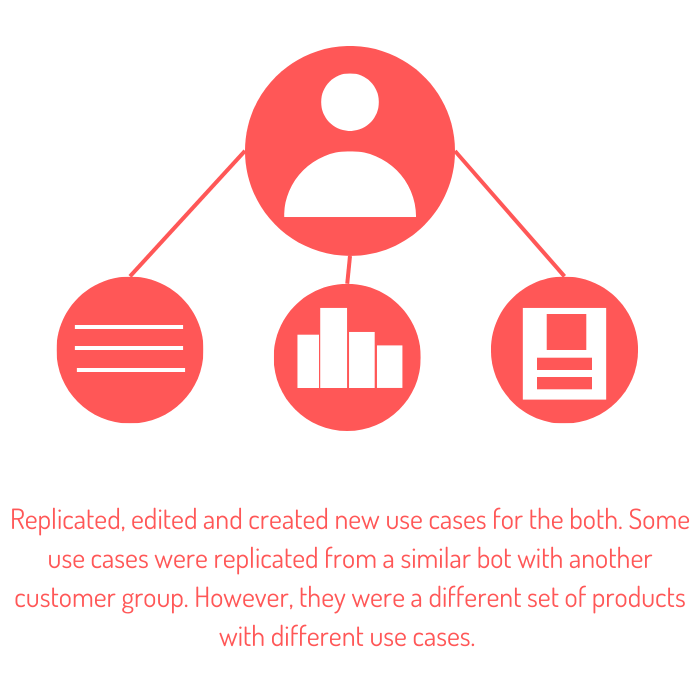 Replicated, edited and created new use cases for the both. Some
use cases were replicated from a similar bot with another
customer group. However, they were a different set of products
with different use cases.